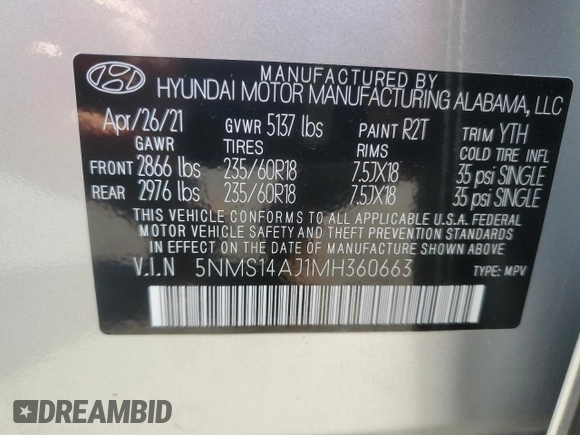 MANUFACTURED BY
HYUNDAI MOTOR MANUFACTURING ALABAMA, LLC
Apr/26/21 GVWR 5137 lbs PAINT R2T TRIM YTH
GAWR TIRES RIMS COLD TIRE INFL
FRONT 2866 lbs 235/60R18 7.5JX18 35 psi SINGLE
REAR 2976 lbs 235/60R18 7.5JX18 35 psi SINGLE
THIS VEHICLE CONFORMS TO ALL APPLICABLE U.S.A. FEDERAL
MOTOR VEHICLE SAFETY AND THEFT PREVENTION STANDARDS
IN EFFECT ON THE DATE OF MANUFACTURE SHOWN ABOVE.
V.I.N 5NMS14AJ1MH360663 TYPE: MPV
DREAMBID